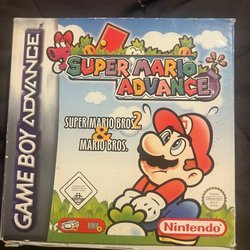 GAME BOY ADVANCE
SUPER MARIO
ADVANCE
SUPER MARIO BROS.2
&
MARIO BROS.
Nintendo